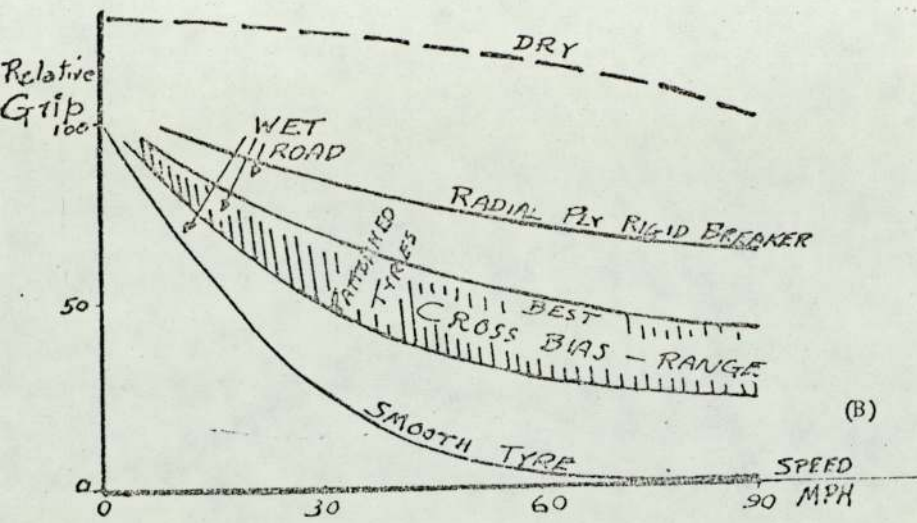 DRY
Relative
Grip
100
WET
ROAD
RADIAL PLY RIGID BREAKER
PATTERNED
TYRES
50
BEST
CROSS BIAS - RANGE
(B)
SMOOTH TYRE
SPEED
0
0
30
60
90
MPH